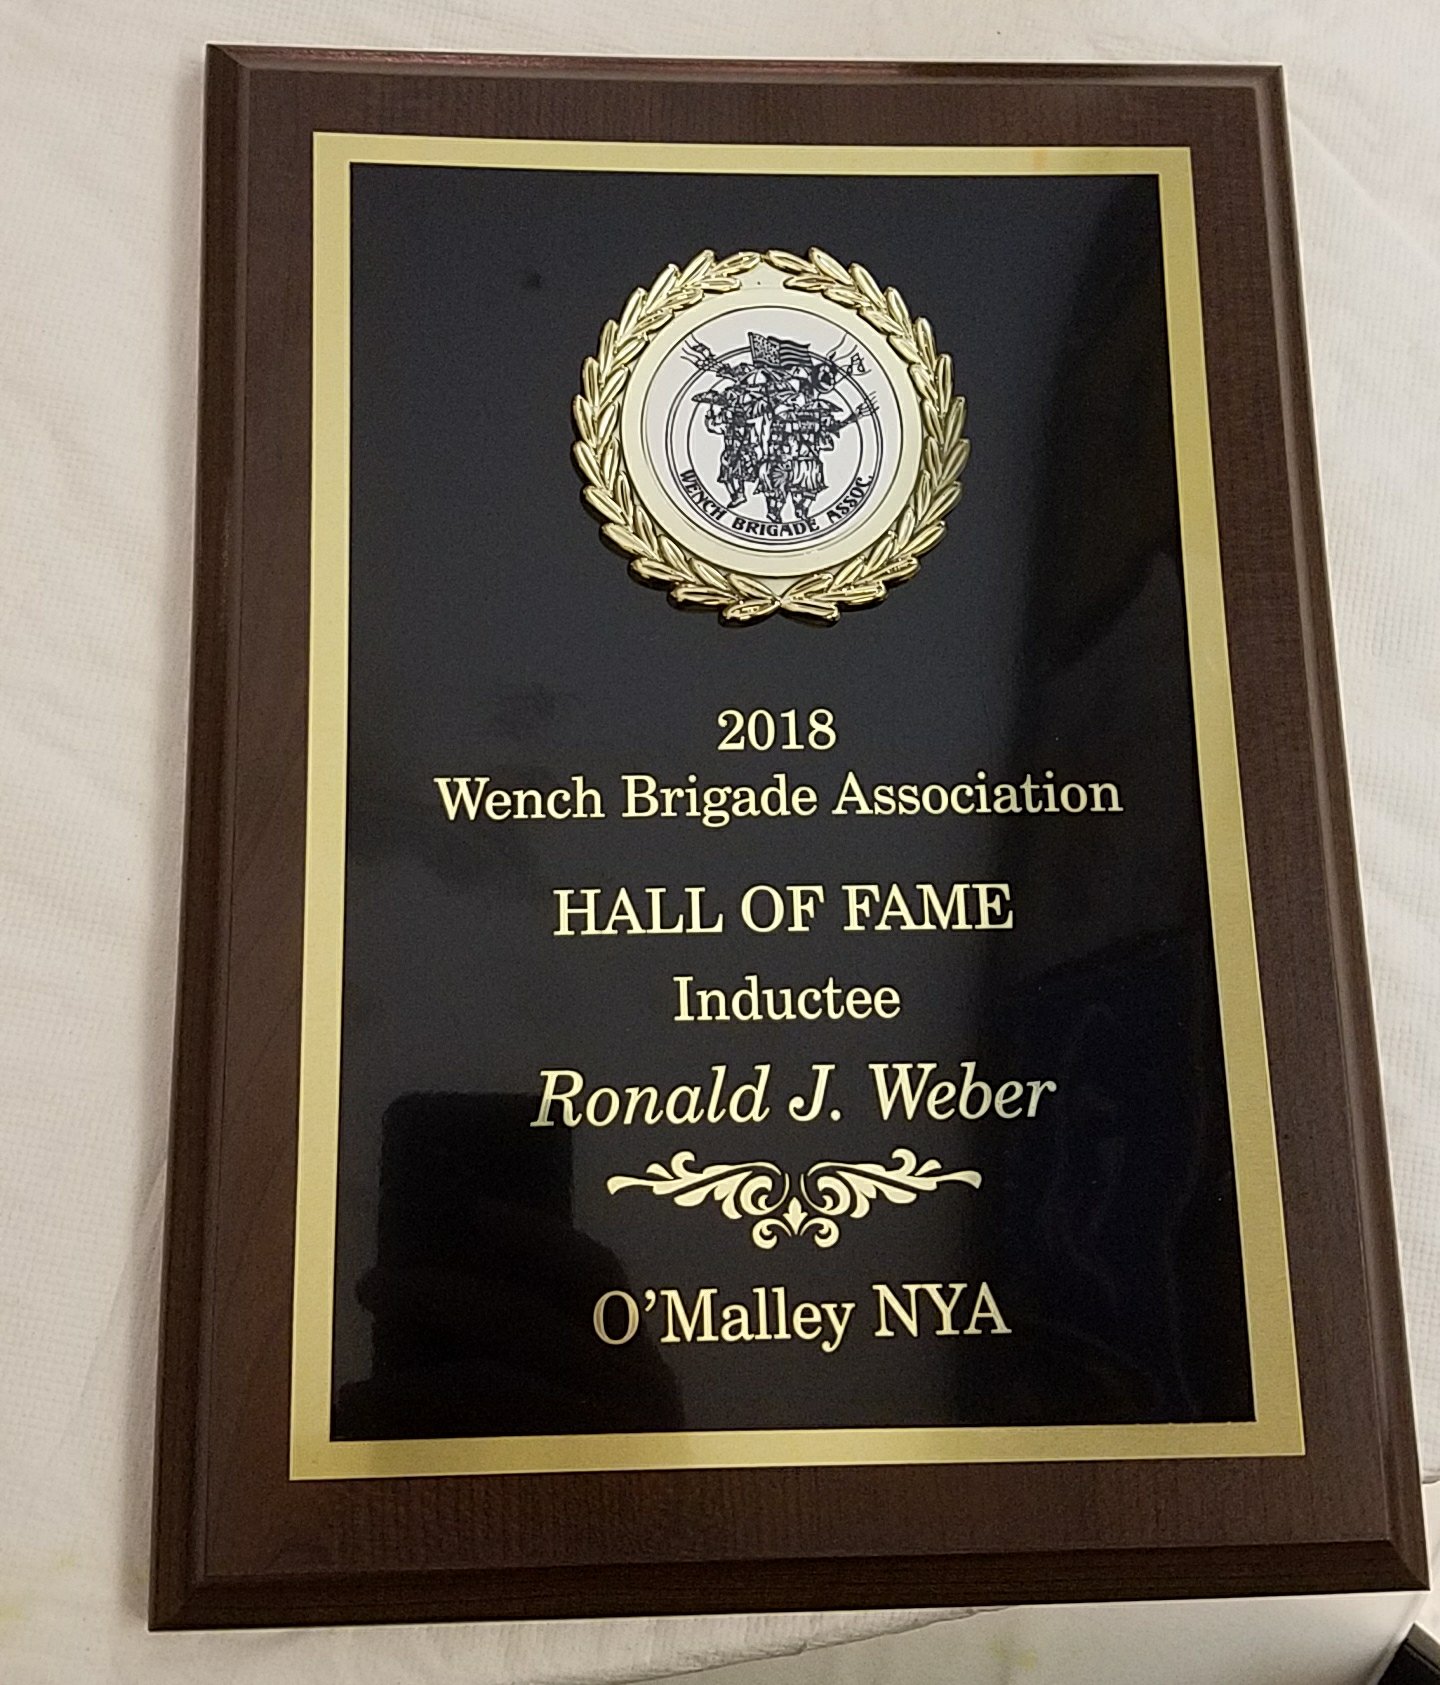 WENCH BRIGADE ASSOC.
2018
Wench Brigade Association
HALL OF FAME
Inductee
Ronald J. Weber
O'Malley NYA